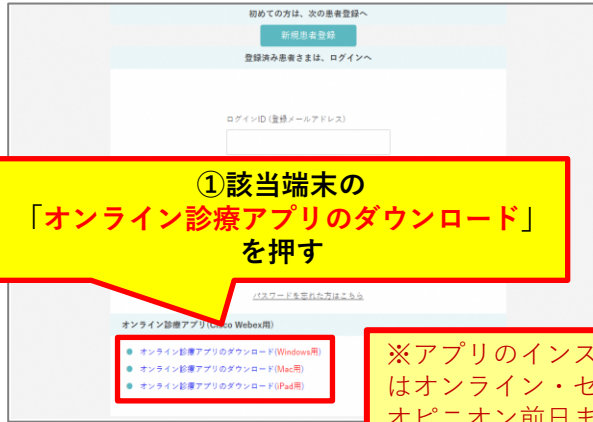 初めての方は、次の患者登録へ
新規患者登録
登録済み患者さまは、ログインへ
ログインID(登録メールアドレス)
①該当端末の
「オンライン診療アプリのダウンロード」
を押す
パスワードを忘れた方はこちら
オンライン診療アプリ(Cisco Webex用)
オンライン診療アプリのダウンロード(Windows用)
オンライン診療アプリのダウンロード(Mac用)
オンライン診療アプリのダウンロード(iPad用)
※アプリのインス
はオンライン・セ
オピニオン前日ま